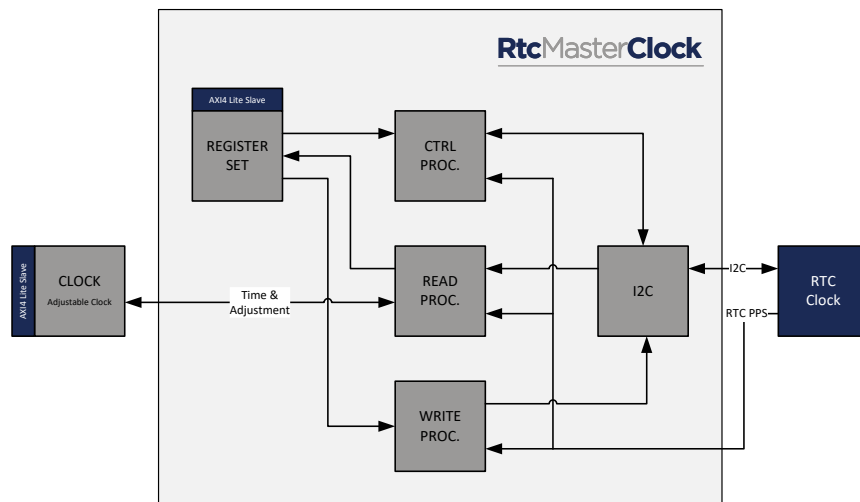 RtcMasterClock
AXI4 Lite Slave
REGISTER
SET
CTRL
PROC.
AXI4 Lite Slave
CLOCK
Adjustable Clock
Time &
Adjustment
READ
PROC.
I2C
I2C
RTC
Clock
RTC PPS
WRITE
PROC.